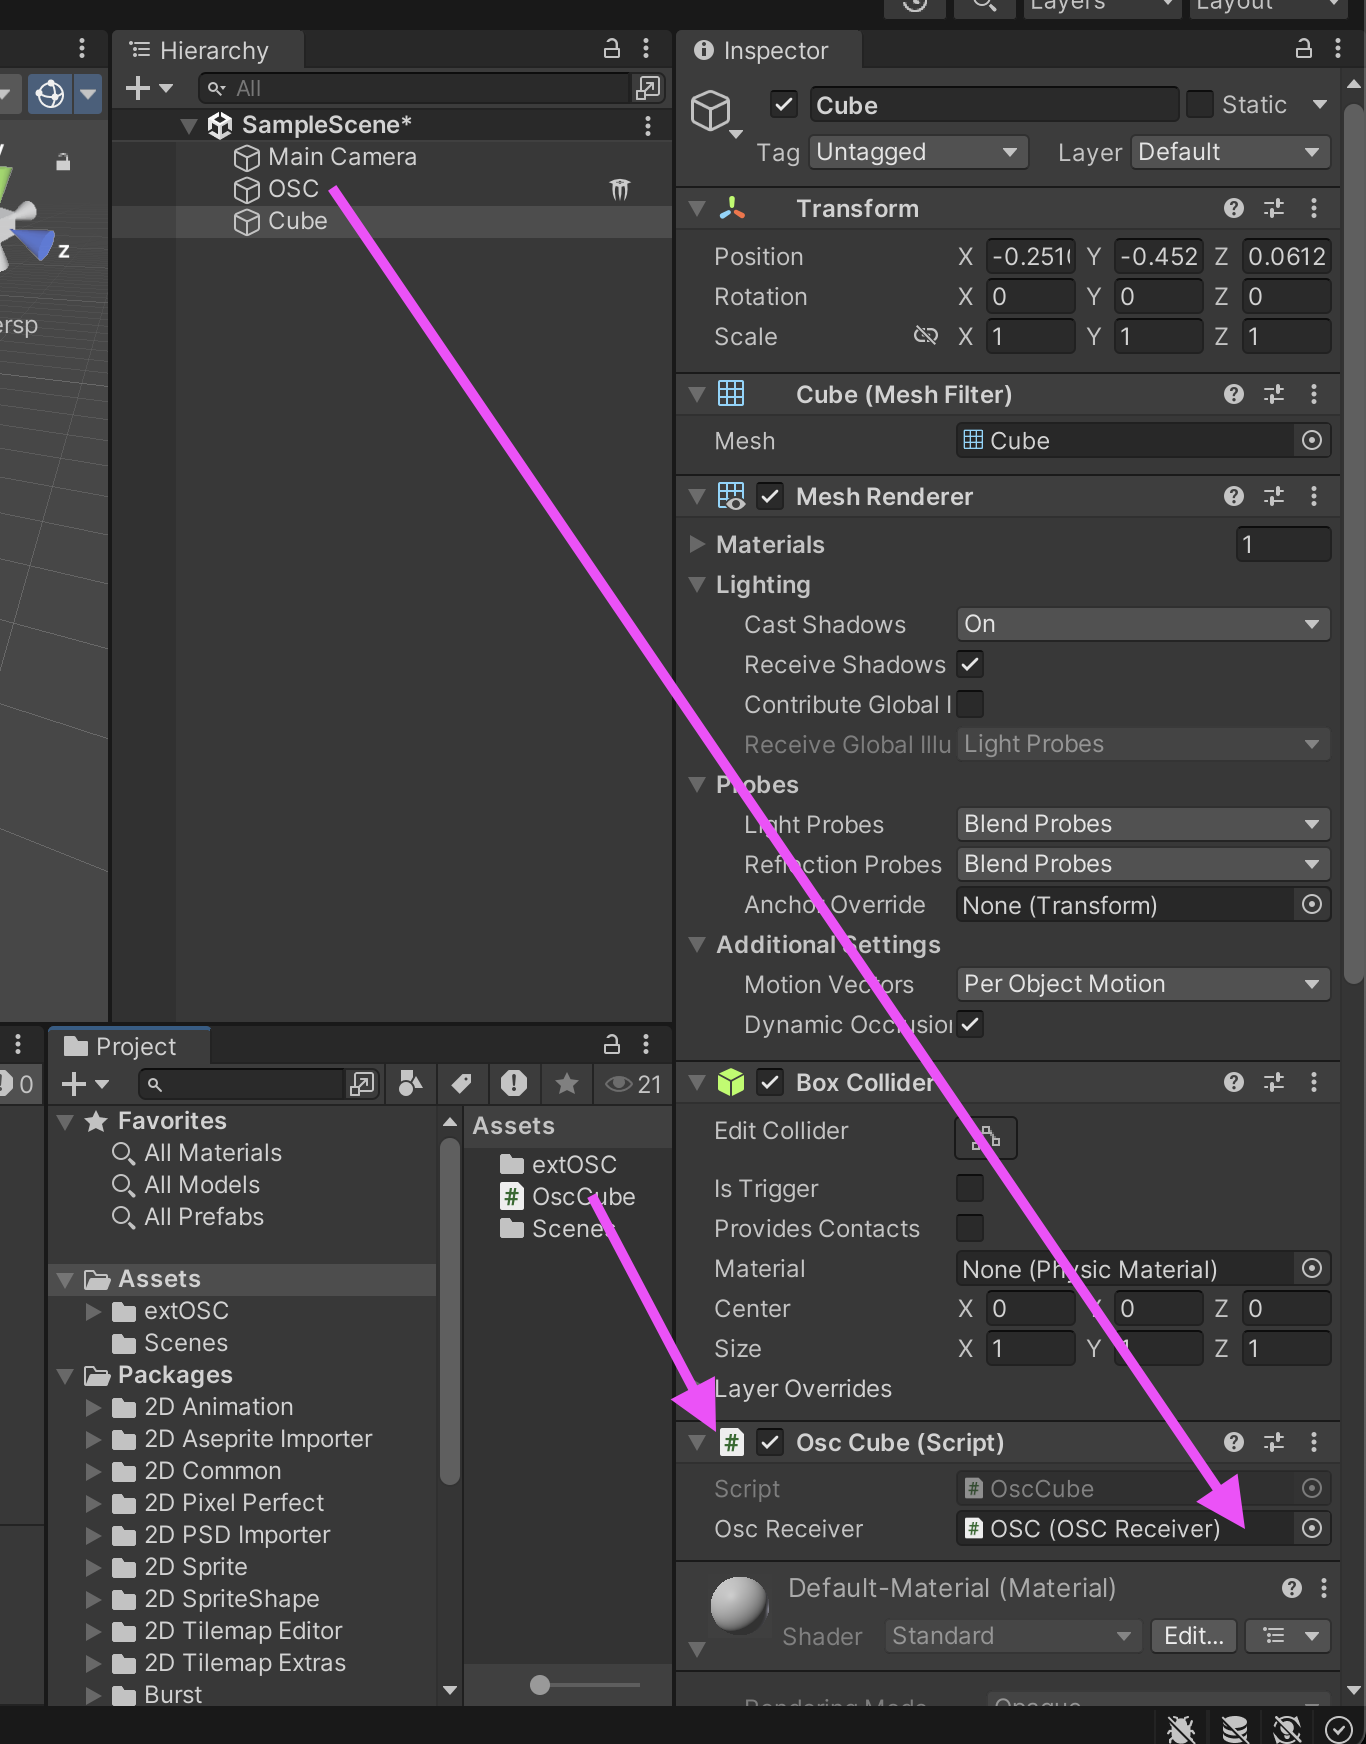 Layers
Layout
Hierarchy
All
SampleScene*
Main Camera
OSC
Cube
z
ersp
Inspector
Cube
Static
Tag Untagged Layer Default
Transform
Position X -0.251 Y -0.452 Z 0.0612
Rotation X 0 Y 0 Z 0
Scale X 1 Y 1 Z 1
Cube (Mesh Filter)
Mesh Cube
Mesh Renderer
Materials 1
Lighting
Cast Shadows On
Receive Shadows
Contribute Global I
Receive Global Illu Light Probes
Probes
Light Probes Blend Probes
Reflection Probes Blend Probes
Anchor Override None (Transform)
Additional Settings
Motion Vectors Per Object Motion
Dynamic Occlusion
Box Collider
Edit Collider
Is Trigger
Provides Contacts
Material None (Physic Material)
Center X 0 Y 0 Z 0
Size X 1 Y 1 Z 1
Layer Overrides
# Osc Cube (Script)
Script # OscCube
Osc Receiver # OSC (OSC Receiver)
Default-Material (Material)
Shader Standard Edit...
Rendering Mode Opaque
0
Project
21
Favorites
All Materials
All Models
All Prefabs
Assets
extOSC
Scenes
Packages
2D Animation
2D Aseprite Importer
2D Common
2D Pixel Perfect
2D PSD Importer
2D Sprite
2D SpriteShape
2D Tilemap Editor
2D Tilemap Extras
Burst
Assets
extOSC
# OscCube
Scenes